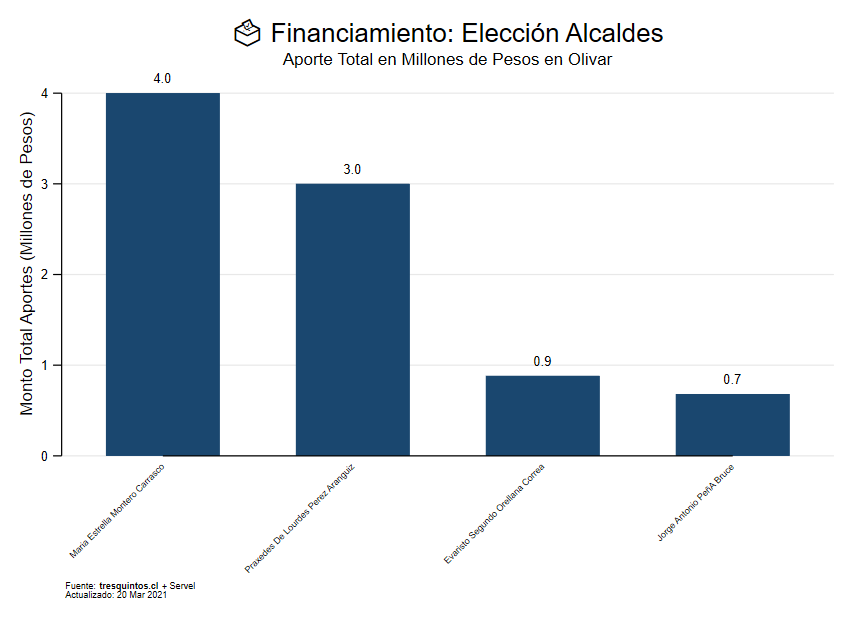 Financiamiento: Elección Alcaldes
Aporte Total en Millones de Pesos en Olivar
Monto Total Aportes (Millones de Pesos)
4
3
2
1
0
4.0
3.0
0.9
0.7
Maria Estrella Montero Carrasco
Praxedes De Lourdes Perez Aranguiz
Evaristo Segundo Orellana Correa
Jorge Antonio PeñA Bruce
Fuente: tresquintos.cl + Servel
Actualizado: 20 Mar 2021